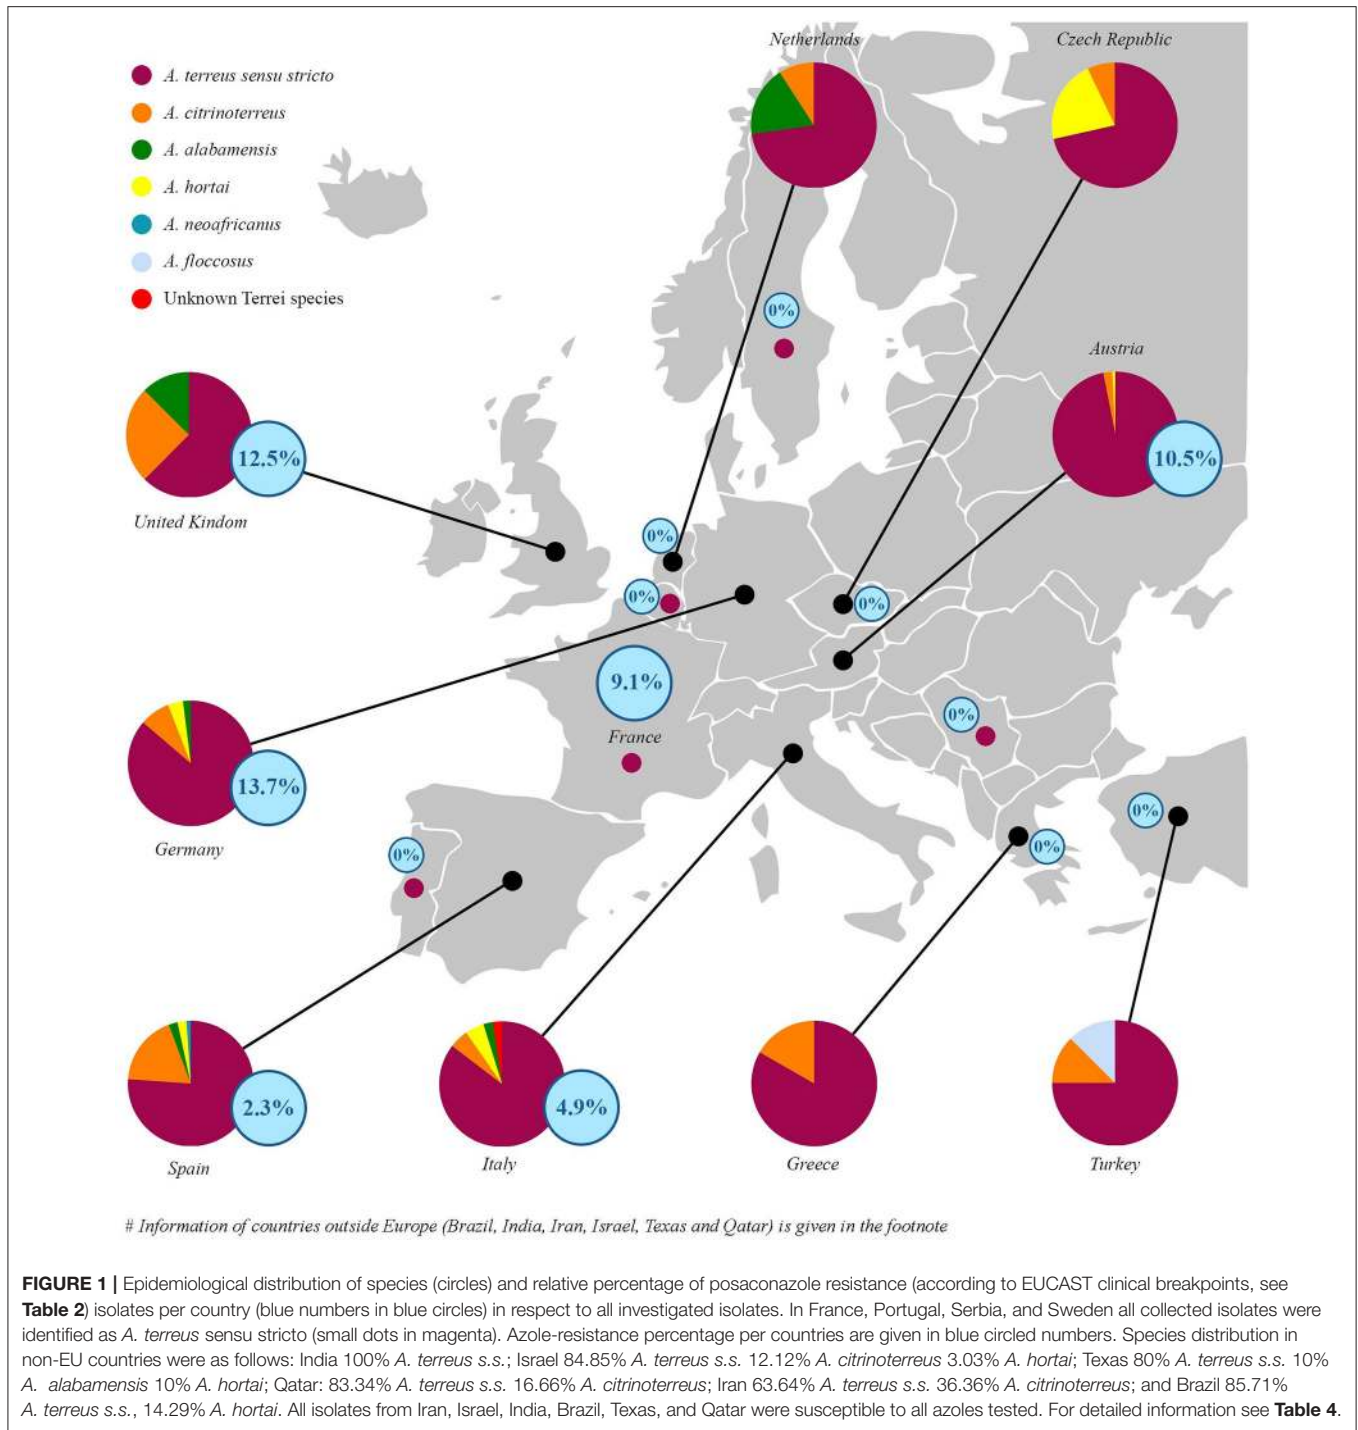 Netherlands
Czech Republic
A. terreus sensu stricto
A. citrinoterreus
A. alabamensis
A. hortai
A. neoafricanus
A. floccosus
Unknown Terrei species
0%
Austria
12.5%
10.5%
United Kindom
0%
0%
0%
9.1%
France
0%
13.7%
Germany
0%
0%
0%
2.3%
4.9%
Spain
Italy
Greece
Turkey
# Information of countries outside Europe (Brazil, India, Iran, Israel, Texas and Qatar) is given in the footnote
FIGURE 1 | Epidemiological distribution of species (circles) and relative percentage of posaconazole resistance (according to EUCAST clinical breakpoints, see
Table 2) isolates per country (blue numbers in blue circles) in respect to all investigated isolates. In France, Portugal, Serbia, and Sweden all collected isolates were
identified as A. terreus sensu stricto (small dots in magenta). Azole-resistance percentage per countries are given in blue circled numbers. Species distribution in
non-EU countries were as follows: India 100% A. terreus s.s.; Israel 84.85% A. terreus s.s. 12.12% A. citrinoterreus 3.03% A. hortai; Texas 80% A. terreus s.s. 10%
A. alabamensis 10% A. hortai; Qatar: 83.34% A. terreus s.s. 16.66% A. citrinoterreus; Iran 63.64% A. terreus s.s. 36.36% A. citrinoterreus; and Brazil 85.71%
A. terreus s.s., 14.29% A. hortai. All isolates from Iran, Israel, India, Brazil, Texas, and Qatar were susceptible to all azoles tested. For detailed information see Table 4.